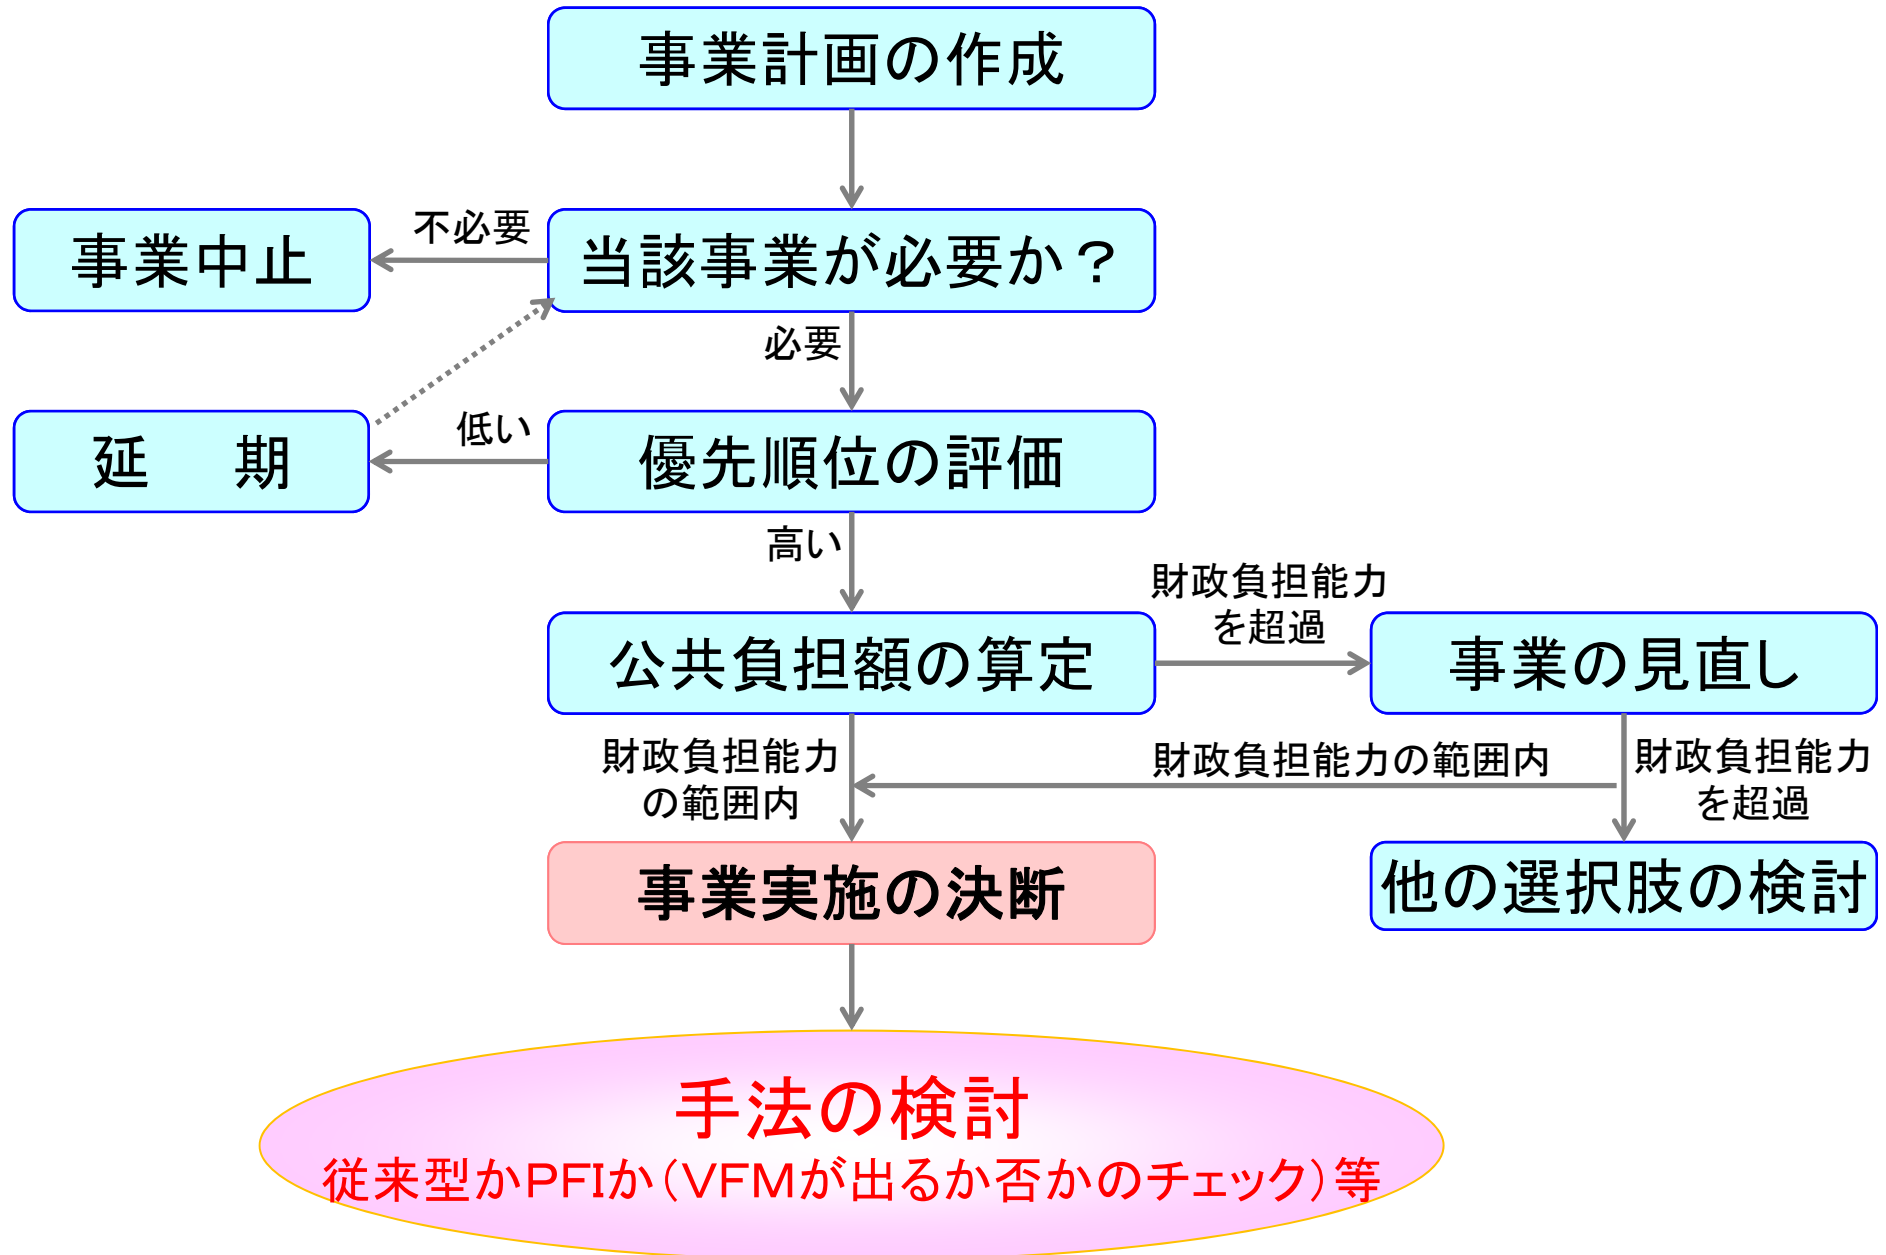 事業計画の作成
不必要
事業中止
当該事業が必要か？
必要
低い
延　期
優先順位の評価
高い
財政負担能力
を超過
公共負担額の算定
事業の見直し
財政負担能力
の範囲内
財政負担能力の範囲内
財政負担能力
を超過
事業実施の決断
他の選択肢の検討
手法の検討
従来型かＰＦＩか（ＶＦＭが出るか否かのチェック）等